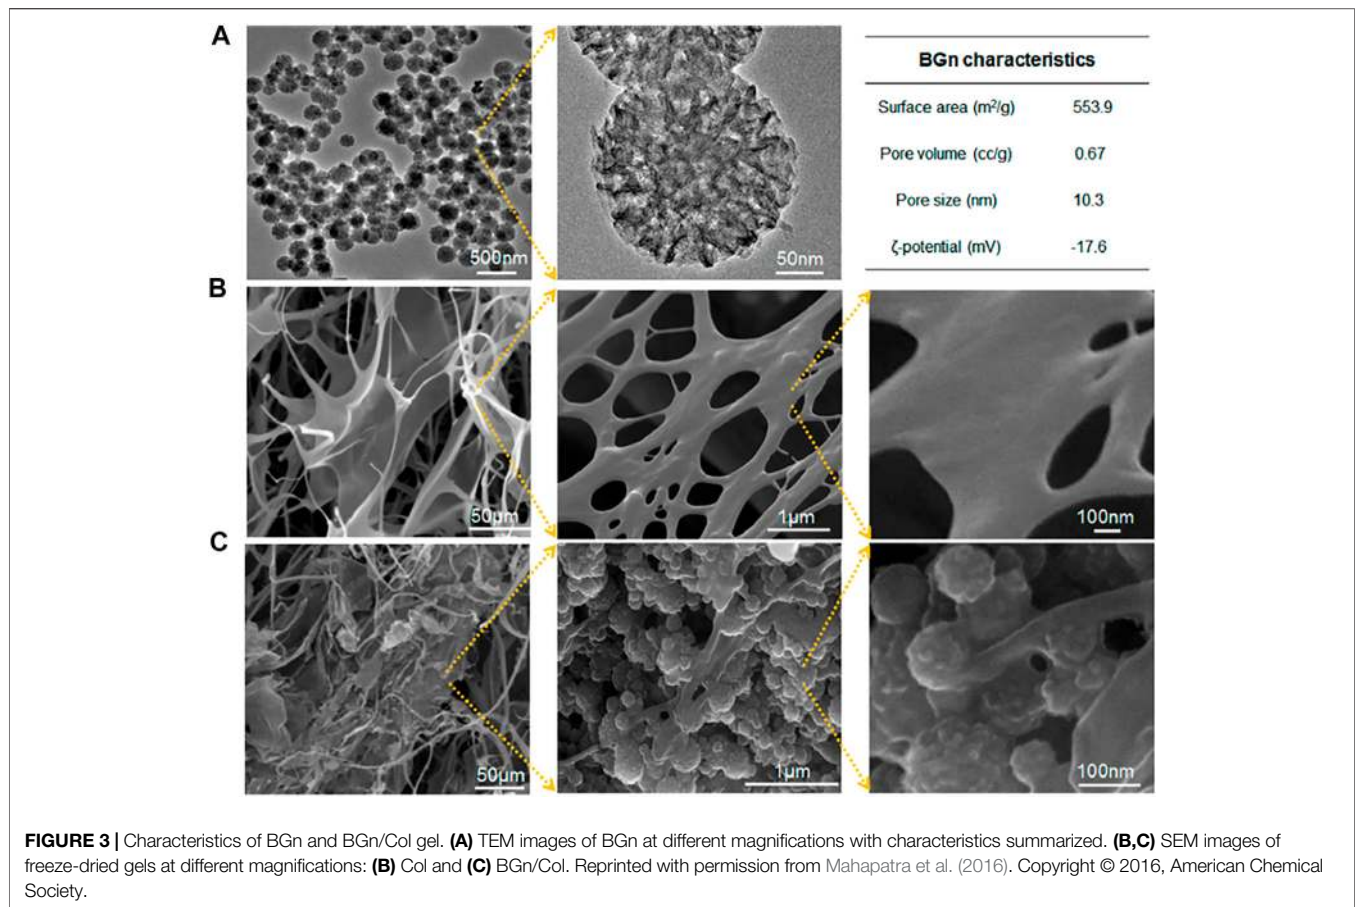 A
500nm
50nm
BGn characteristics
Surface area (m²/g) 553.9
Pore volume (cc/g) 0.67
Pore size (nm) 10.3
ζ-potential (mV) -17.6
B
50µm
1µm
100nm
C
50µm
1µm
100nm
FIGURE 3 | Characteristics of BGn and BGn/Col gel. (A) TEM images of BGn at different magnifications with characteristics summarized. (B,C) SEM images of
freeze-dried gels at different magnifications: (B) Col and (C) BGn/Col. Reprinted with permission from Mahapatra et al. (2016). Copyright © 2016, American Chemical
Society.